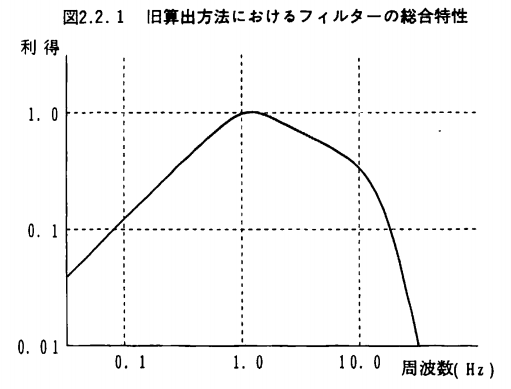 図2.2.1 旧算出方法におけるフィルターの総合特性
利得
1.0
0.1
0.01
0.1 1.0 10.0 周波数(Hz)